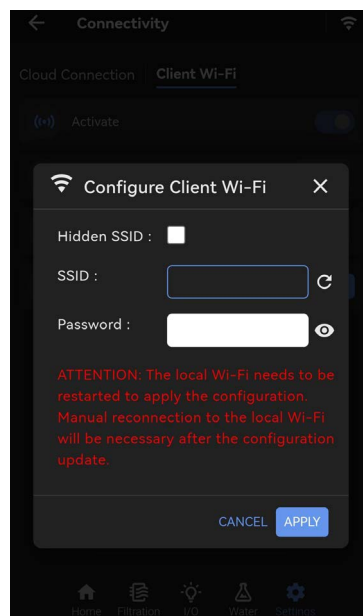 Connectivity
Cloud Connection Client Wi-Fi
Activate
Configure Client Wi-Fi
Hidden SSID :
SSID :
Password :
ATTENTION: The local Wi-Fi needs to be
restarted to apply the configuration.
Manual reconnection to the local Wi-Fi
will be necessary after the configuration
update.
CANCEL APPLY
Home Filtration I/O Water Settings